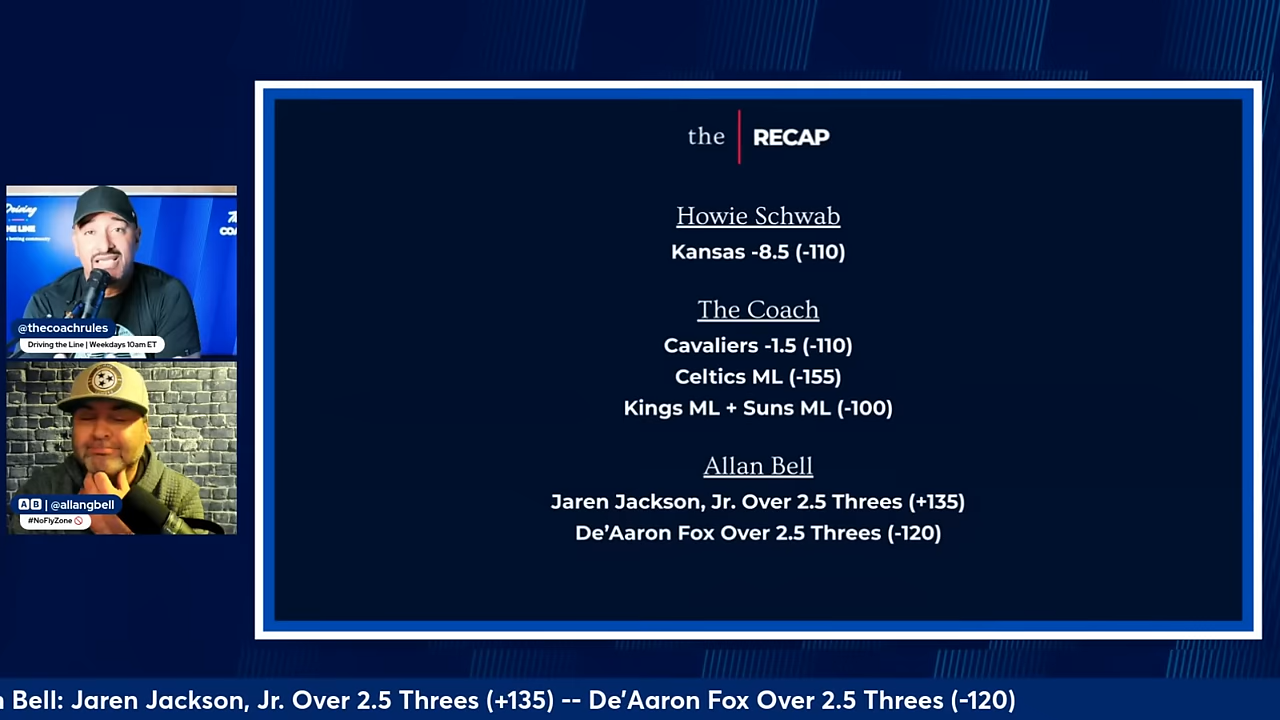 the | RECAP
Howie Schwab
Kansas -8.5 (-110)
The Coach
Cavaliers -1.5 (-110)
Celtics ML (-155)
Kings ML + Suns ML (-100)
Allan Bell
Jaren Jackson, Jr. Over 2.5 Threes (+135)
De’Aaron Fox Over 2.5 Threes (-120)
Driving
HE LINE
@thecoachrules
Driving the Line | Weekdays 10am ET
🅰🅱 | @allangbell
#NoFlyZone 🚫
n Bell: Jaren Jackson, Jr. Over 2.5 Threes (+135) -- De’Aaron Fox Over 2.5 Threes (-120)